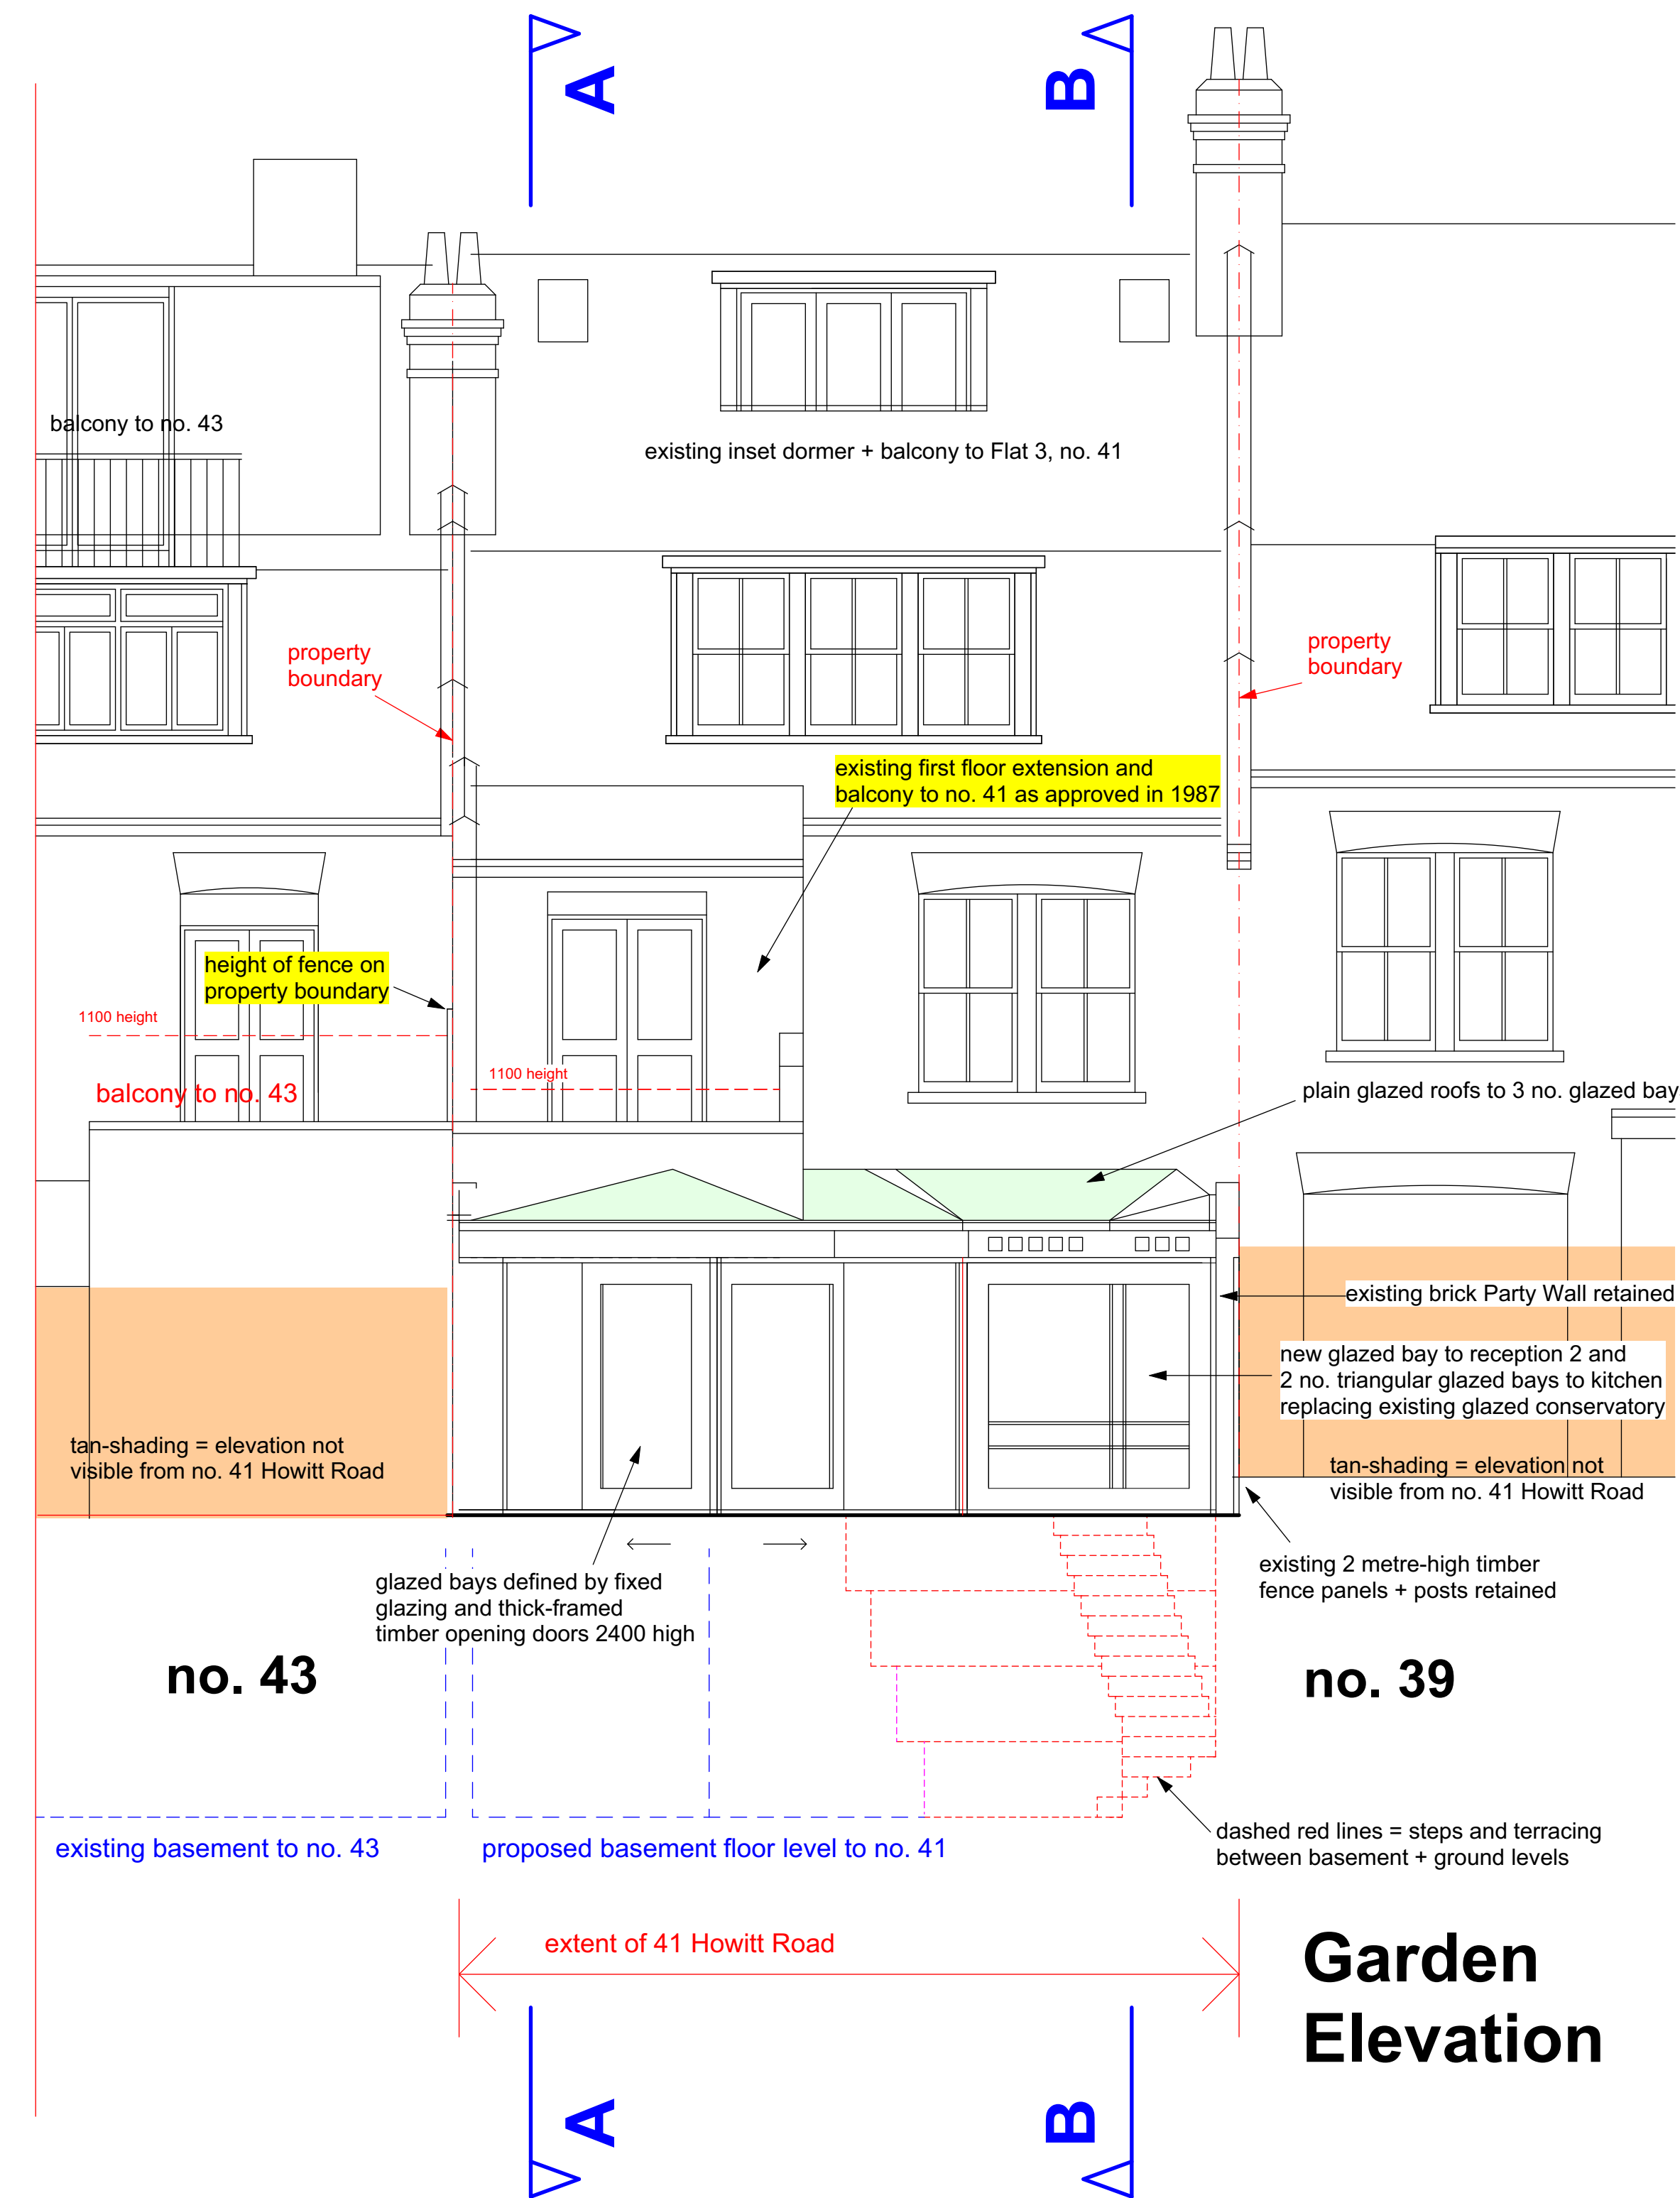 A
B
balcony to no. 43
existing inset dormer + balcony to Flat 3, no. 41
property
boundary
property
boundary
existing first floor extension and
balcony to no. 41 as approved in 1987
height of fence on
property boundary
1100 height
1100 height
balcony to no. 43
plain glazed roofs to 3 no. glazed bay
existing brick Party Wall retained
new glazed bay to reception 2 and
2 no. triangular glazed bays to kitchen
replacing existing glazed conservatory
tan-shading = elevation not
visible from no. 41 Howitt Road
tan-shading = elevation not
visible from no. 41 Howitt Road
glazed bays defined by fixed
glazing and thick-framed
timber opening doors 2400 high
existing 2 metre-high timber
fence panels + posts retained
no. 43
no. 39
existing basement to no. 43
proposed basement floor level to no. 41
dashed red lines = steps and terracing
between basement + ground levels
extent of 41 Howitt Road
Garden
Elevation
A
B